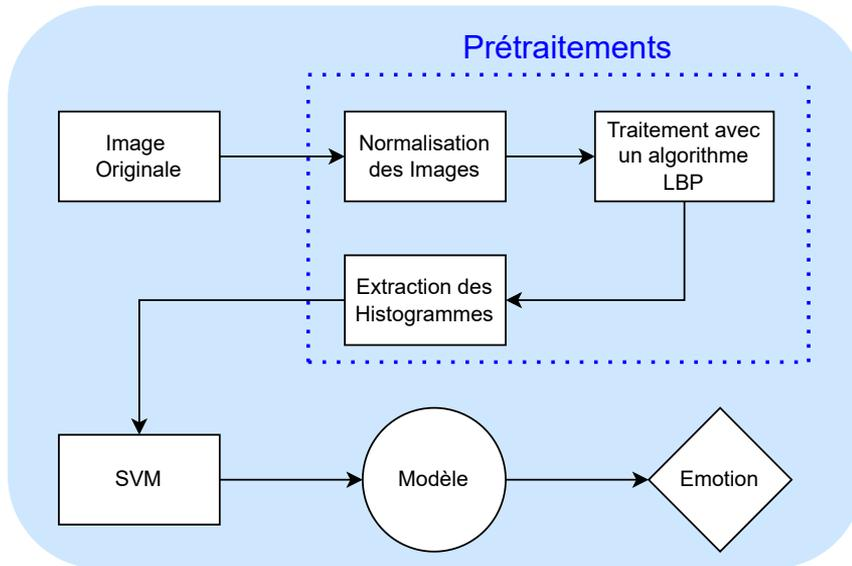 Prétraitements
Image
Originale
Normalisation
des Images
Traitement avec
un algorithme
LBP
Extraction des
Histogrammes
SVM
Modèle
Emotion